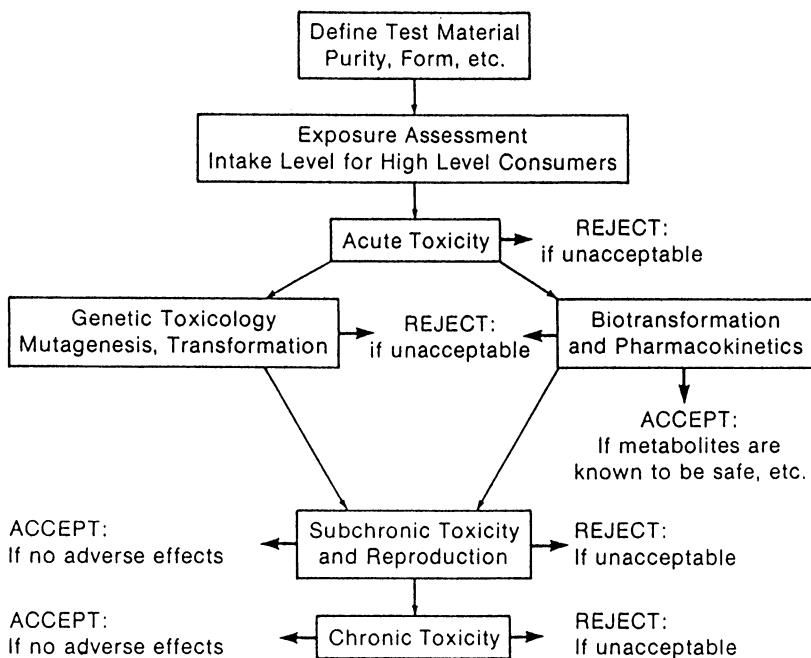 Define Test Material
Purity, Form, etc.
Exposure Assessment
Intake Level for High Level Consumers
Acute Toxicity
REJECT:
if unacceptable
Genetic Toxicology
Mutagenesis, Transformation
REJECT:
if unacceptable
Biotransformation
and Pharmacokinetics
ACCEPT:
If metabolites are
known to be safe, etc.
ACCEPT:
If no adverse effects
Subchronic Toxicity
and Reproduction
REJECT:
If unacceptable
ACCEPT:
If no adverse effects
Chronic Toxicity
REJECT:
If unacceptable